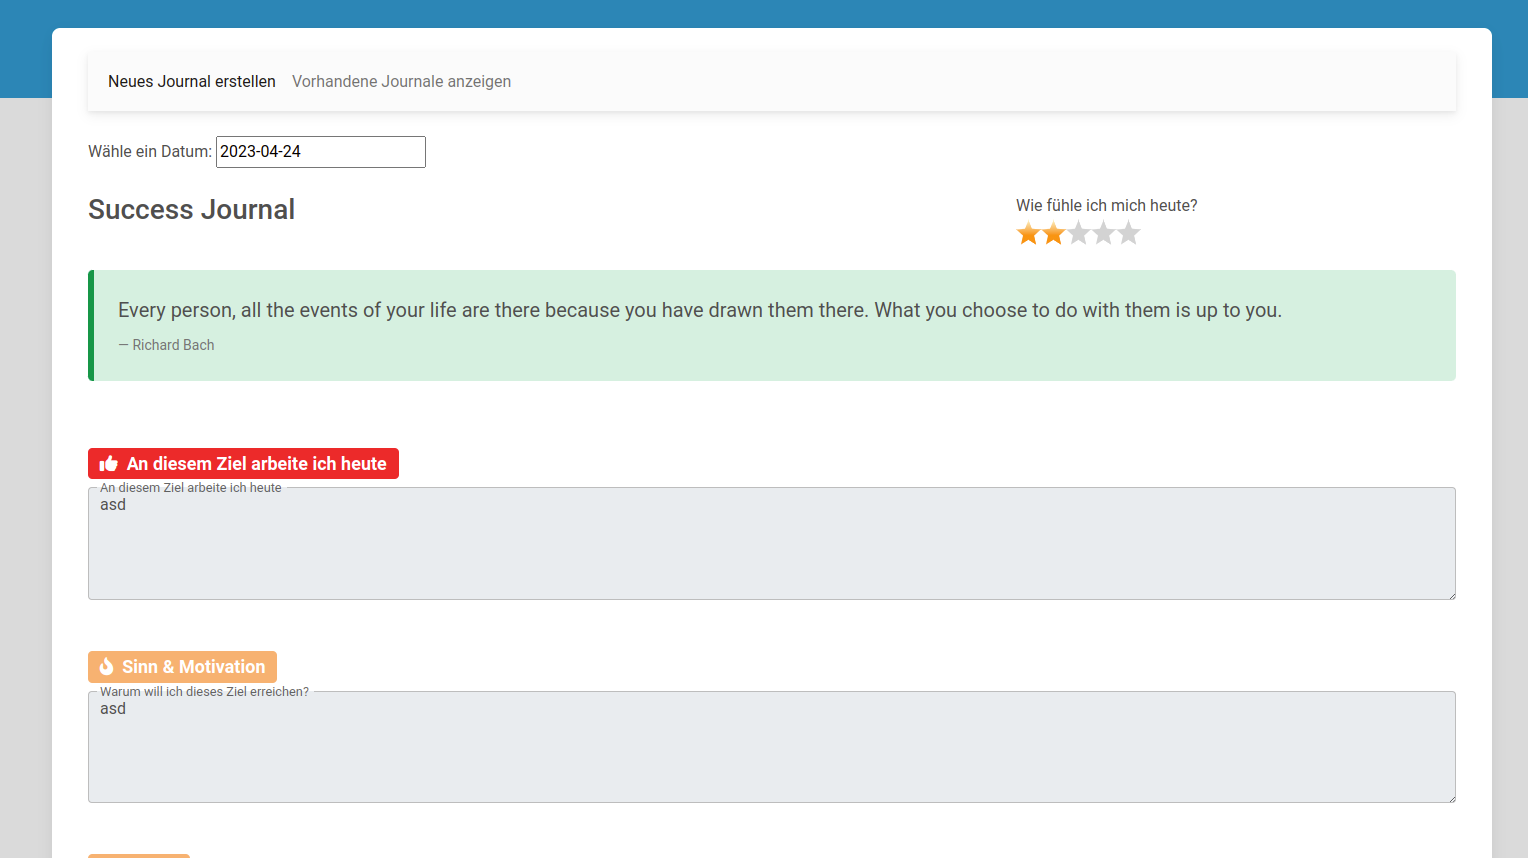 Neues Journal erstellen Vorhandene Journale anzeigen
Wähle ein Datum: 2023-04-24
Success Journal
Wie fühle ich mich heute?
Every person, all the events of your life are there because you have drawn them there. What you choose to do with them is up to you.
— Richard Bach
An diesem Ziel arbeite ich heute
An diesem Ziel arbeite ich heute
asd
Sinn & Motivation
Warum will ich dieses Ziel erreichen?
asd